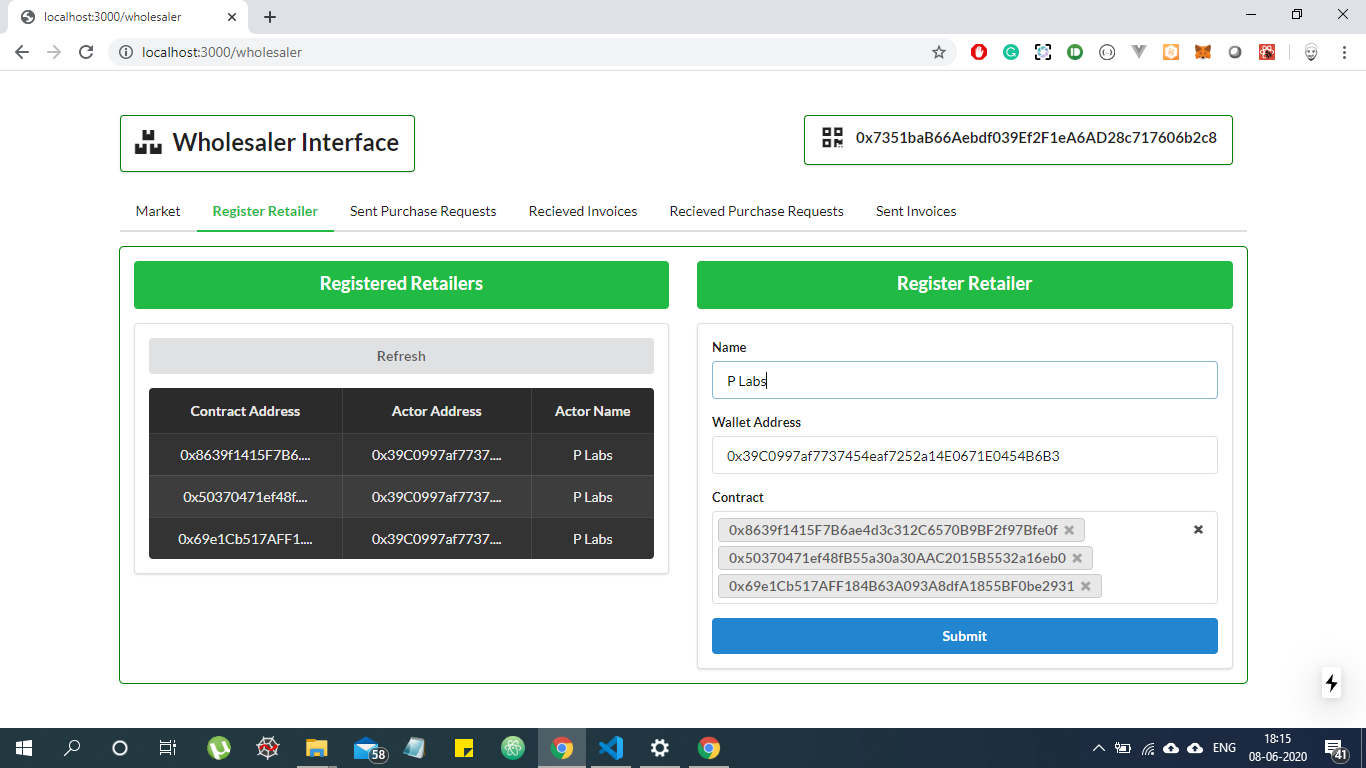 localhost:3000/wholesaler
localhost:3000/wholesaler
Wholesaler Interface
0x7351baB66Aebdf039Ef2F1eA6AD28c717606b2c8
Market Register Retailer Sent Purchase Requests Recieved Invoices Recieved Purchase Requests Sent Invoices
Registered Retailers
Refresh
Contract Address Actor Address Actor Name
0x8639f1415F7B6.... 0x39C0997af7737.... P Labs
0x50370471ef48f.... 0x39C0997af7737.... P Labs
0x69e1Cb517AFF1.... 0x39C0997af7737.... P Labs
Register Retailer
Name
P Labs
Wallet Address
0x39C0997af7737454eaf7252a14E0671E0454B6B3
Contract
0x8639f1415F7B6ae4d3c312C6570B9BF2f97Bfe0f
0x50370471ef48fB55a30a30AAC2015B5532a16eb0
0x69e1Cb517AFF184B63A093A8dfA1855BF0be2931
Submit
58
ENG
18:15
08-06-2020
41